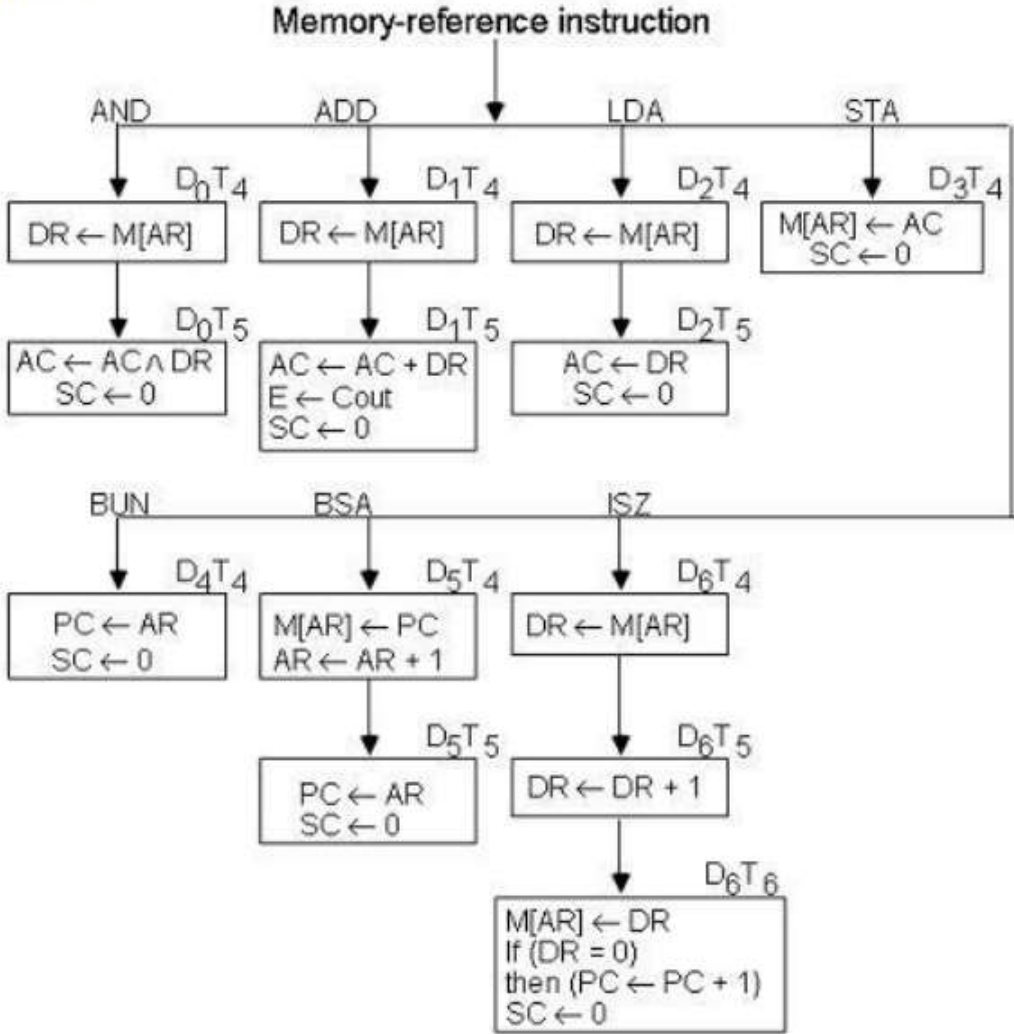 Memory-reference instruction
AND ADD LDA STA
D₀T₄ D₁T₄ D₂T₄ D₃T₄
DR ← M[AR] DR ← M[AR] DR ← M[AR] M[AR] ← AC
SC ← 0
D₀T₅ D₁T₅ D₂T₅
AC ← AC ∧ DR AC ← AC + DR AC ← DR
SC ← 0 E ← Cout SC ← 0
SC ← 0
BUN BSA ISZ
D₄T₄ D₅T₄ D₆T₄
PC ← AR M[AR] ← PC DR ← M[AR]
SC ← 0 AR ← AR + 1
D₅T₅ D₆T₅
PC ← AR DR ← DR + 1
SC ← 0
D₆T₆
M[AR] ← DR
If (DR = 0)
then (PC ← PC + 1)
SC ← 0